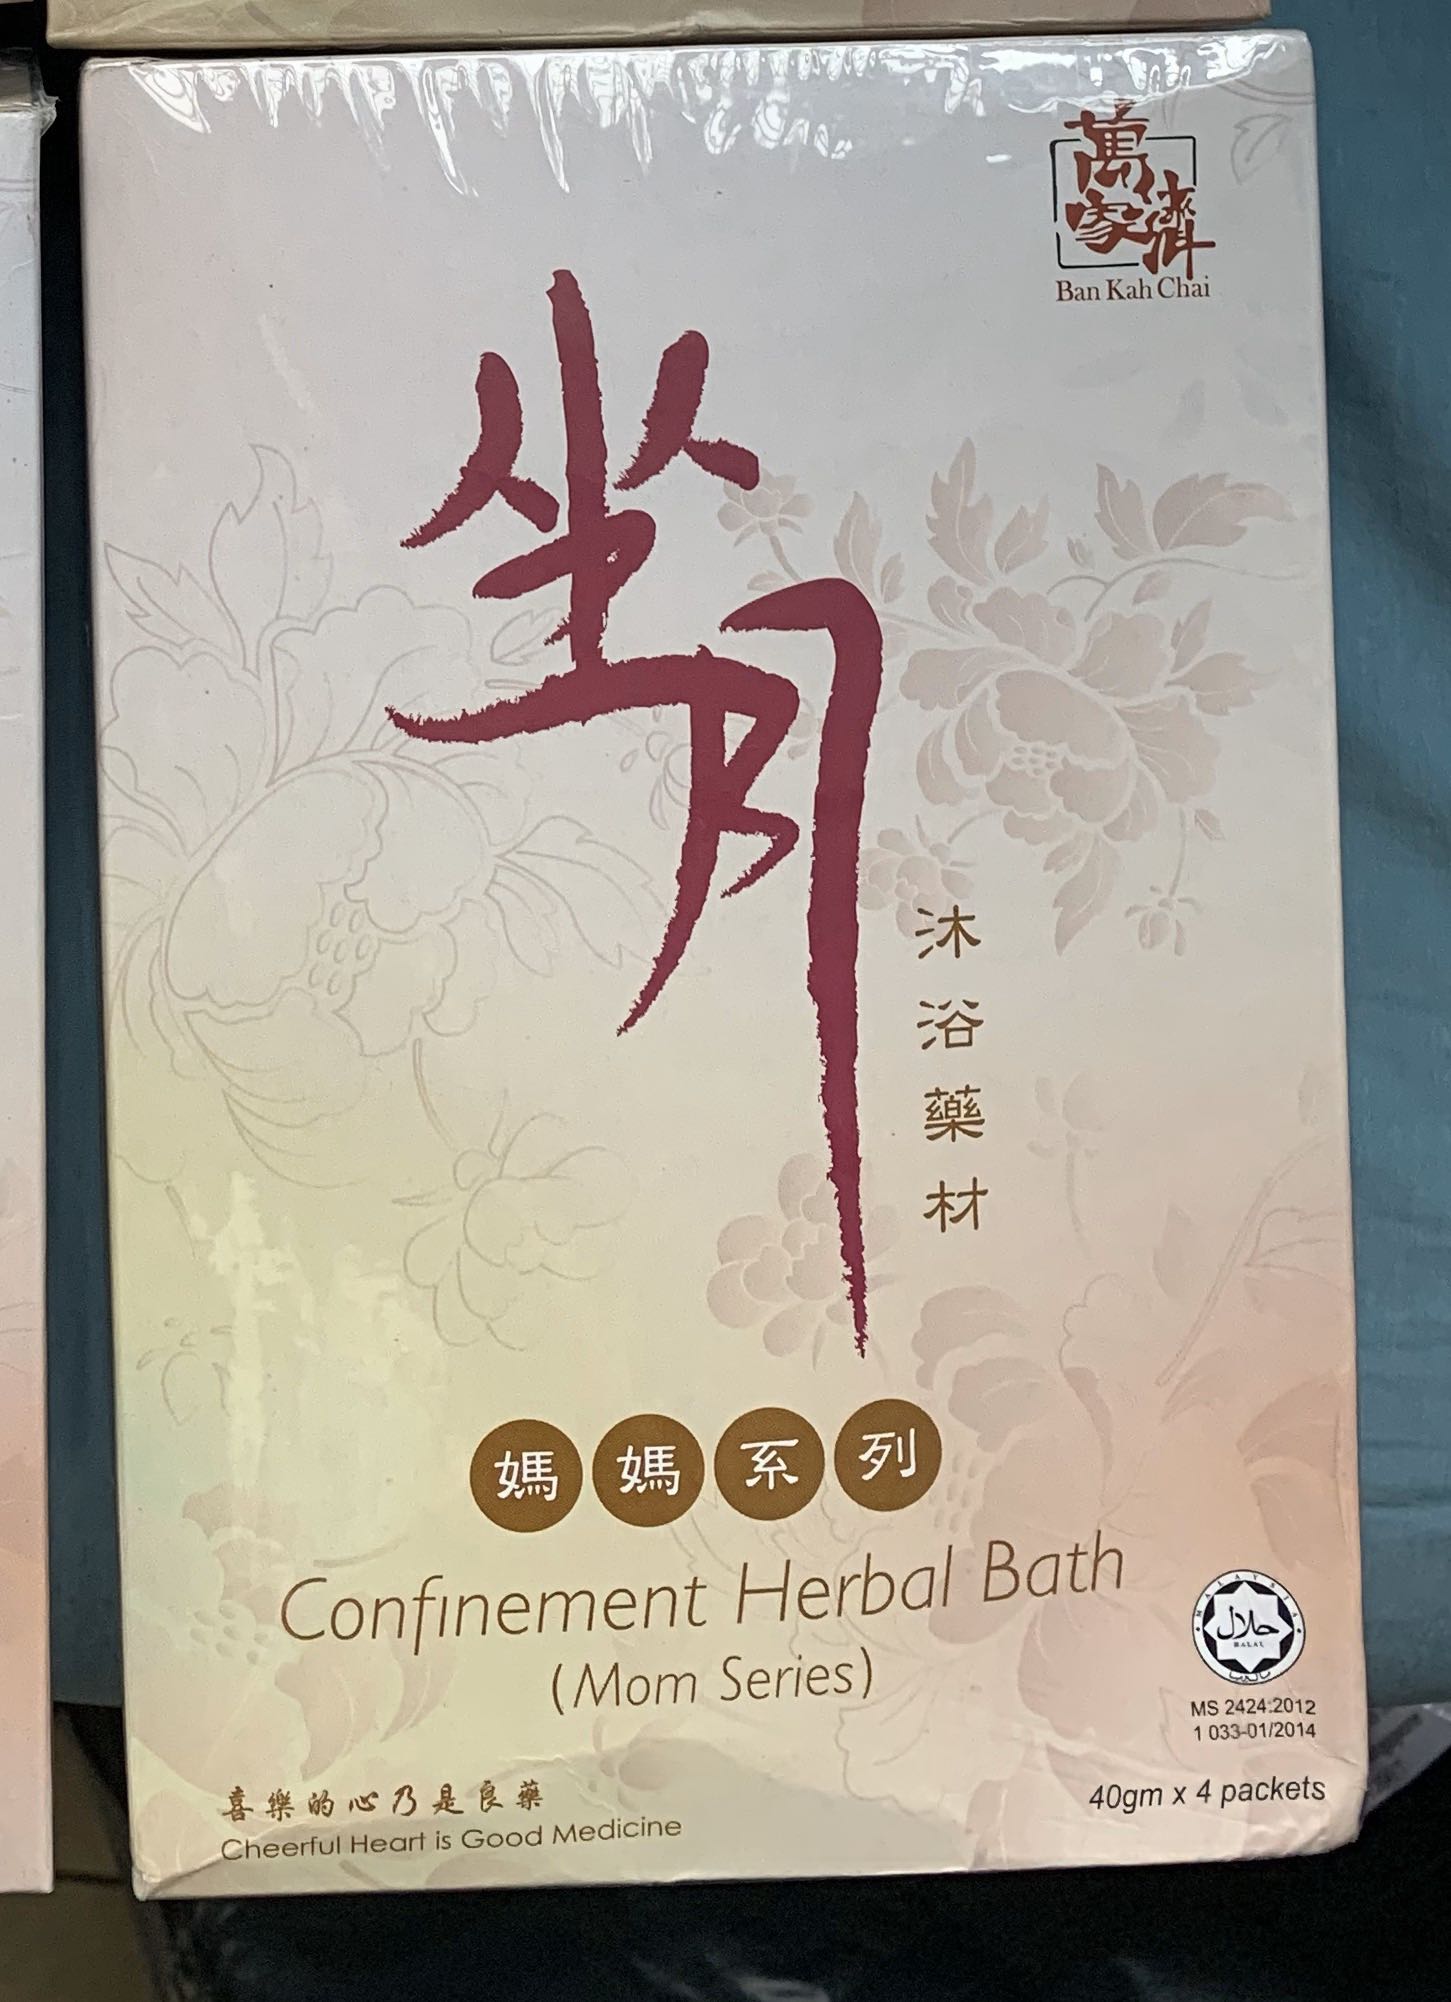 萬家濟
Ban Kah Chai
坐月
沐浴藥材
媽媽系列
Confinement Herbal Bath
(Mom Series)
MALAYSIA
حلال
HALAL
MS 2424:2012
1 033-01/2014
40gm x 4 packets
喜樂的心乃是良藥
Cheerful Heart is Good Medicine